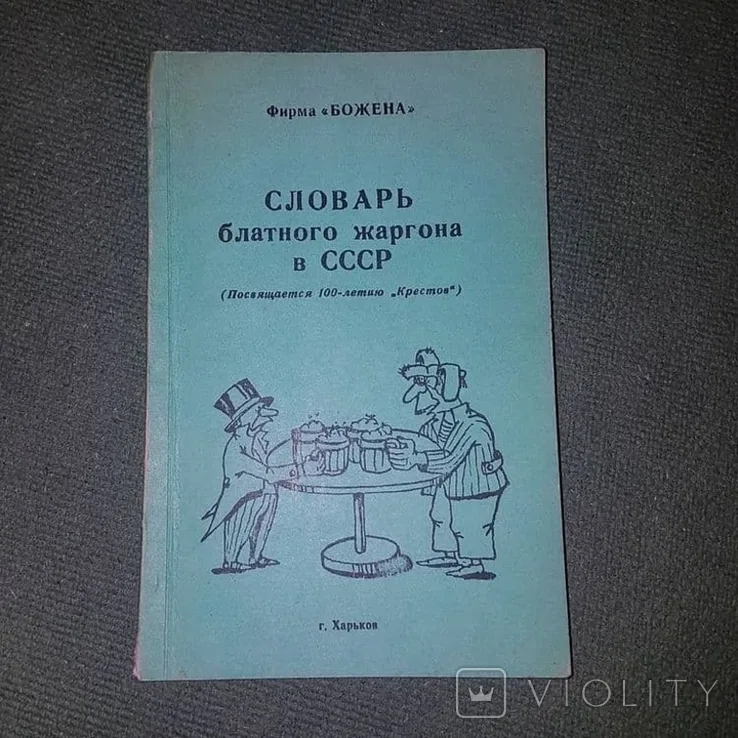 Фирма «БОЖЕНА»
СЛОВАРЬ
блатного жаргона
в СССР
(Посвящается 100-летию „Крестов“)
г. Харьков
VIOLITY